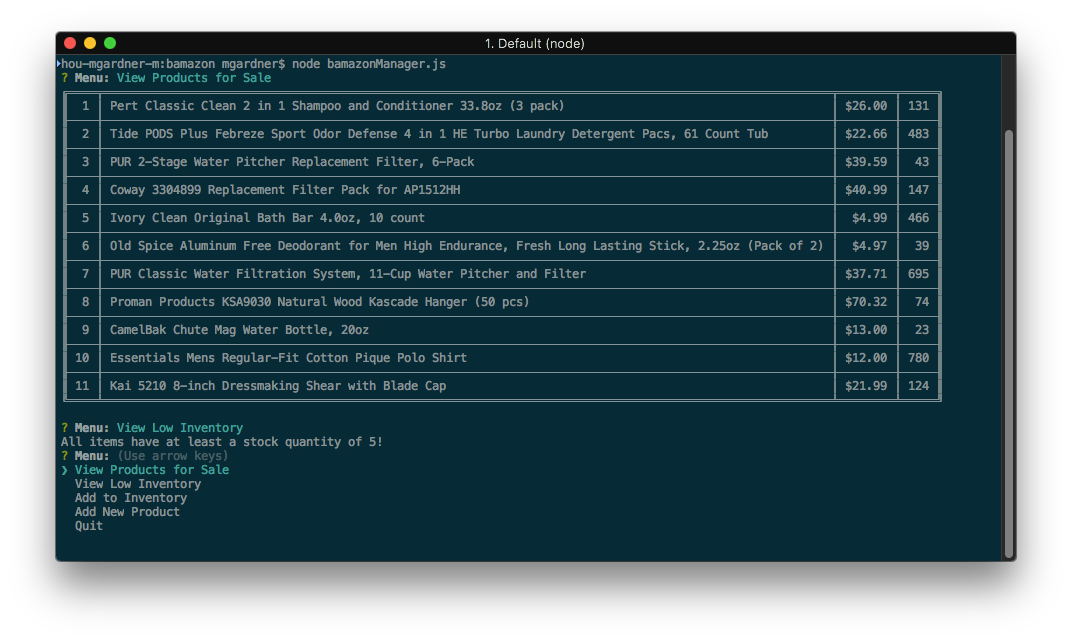 1. Default (node)
hou-mgardner-m:bamazon mgardner$ node bamazonManager.js
? Menu: View Products for Sale
1 Pert Classic Clean 2 in 1 Shampoo and Conditioner 33.8oz (3 pack) $26.00 131
2 Tide PODS Plus Febreze Sport Odor Defense 4 in 1 HE Turbo Laundry Detergent Pacs, 61 Count Tub $22.66 483
3 PUR 2-Stage Water Pitcher Replacement Filter, 6-Pack $39.59 43
4 Coway 3304899 Replacement Filter Pack for AP1512HH $40.99 147
5 Ivory Clean Original Bath Bar 4.0oz, 10 count $4.99 466
6 Old Spice Aluminum Free Deodorant for Men High Endurance, Fresh Long Lasting Stick, 2.25oz (Pack of 2) $4.97 39
7 PUR Classic Water Filtration System, 11-Cup Water Pitcher and Filter $37.71 695
8 Proman Products KSA9030 Natural Wood Kascade Hanger (50 pcs) $70.32 74
9 CamelBak Chute Mag Water Bottle, 20oz $13.00 23
10 Essentials Mens Regular-Fit Cotton Pique Polo Shirt $12.00 780
11 Kai 5210 8-inch Dressmaking Shear with Blade Cap $21.99 124
? Menu: View Low Inventory
All items have at least a stock quantity of 5!
? Menu: (Use arrow keys)
❯ View Products for Sale
View Low Inventory
Add to Inventory
Add New Product
Quit